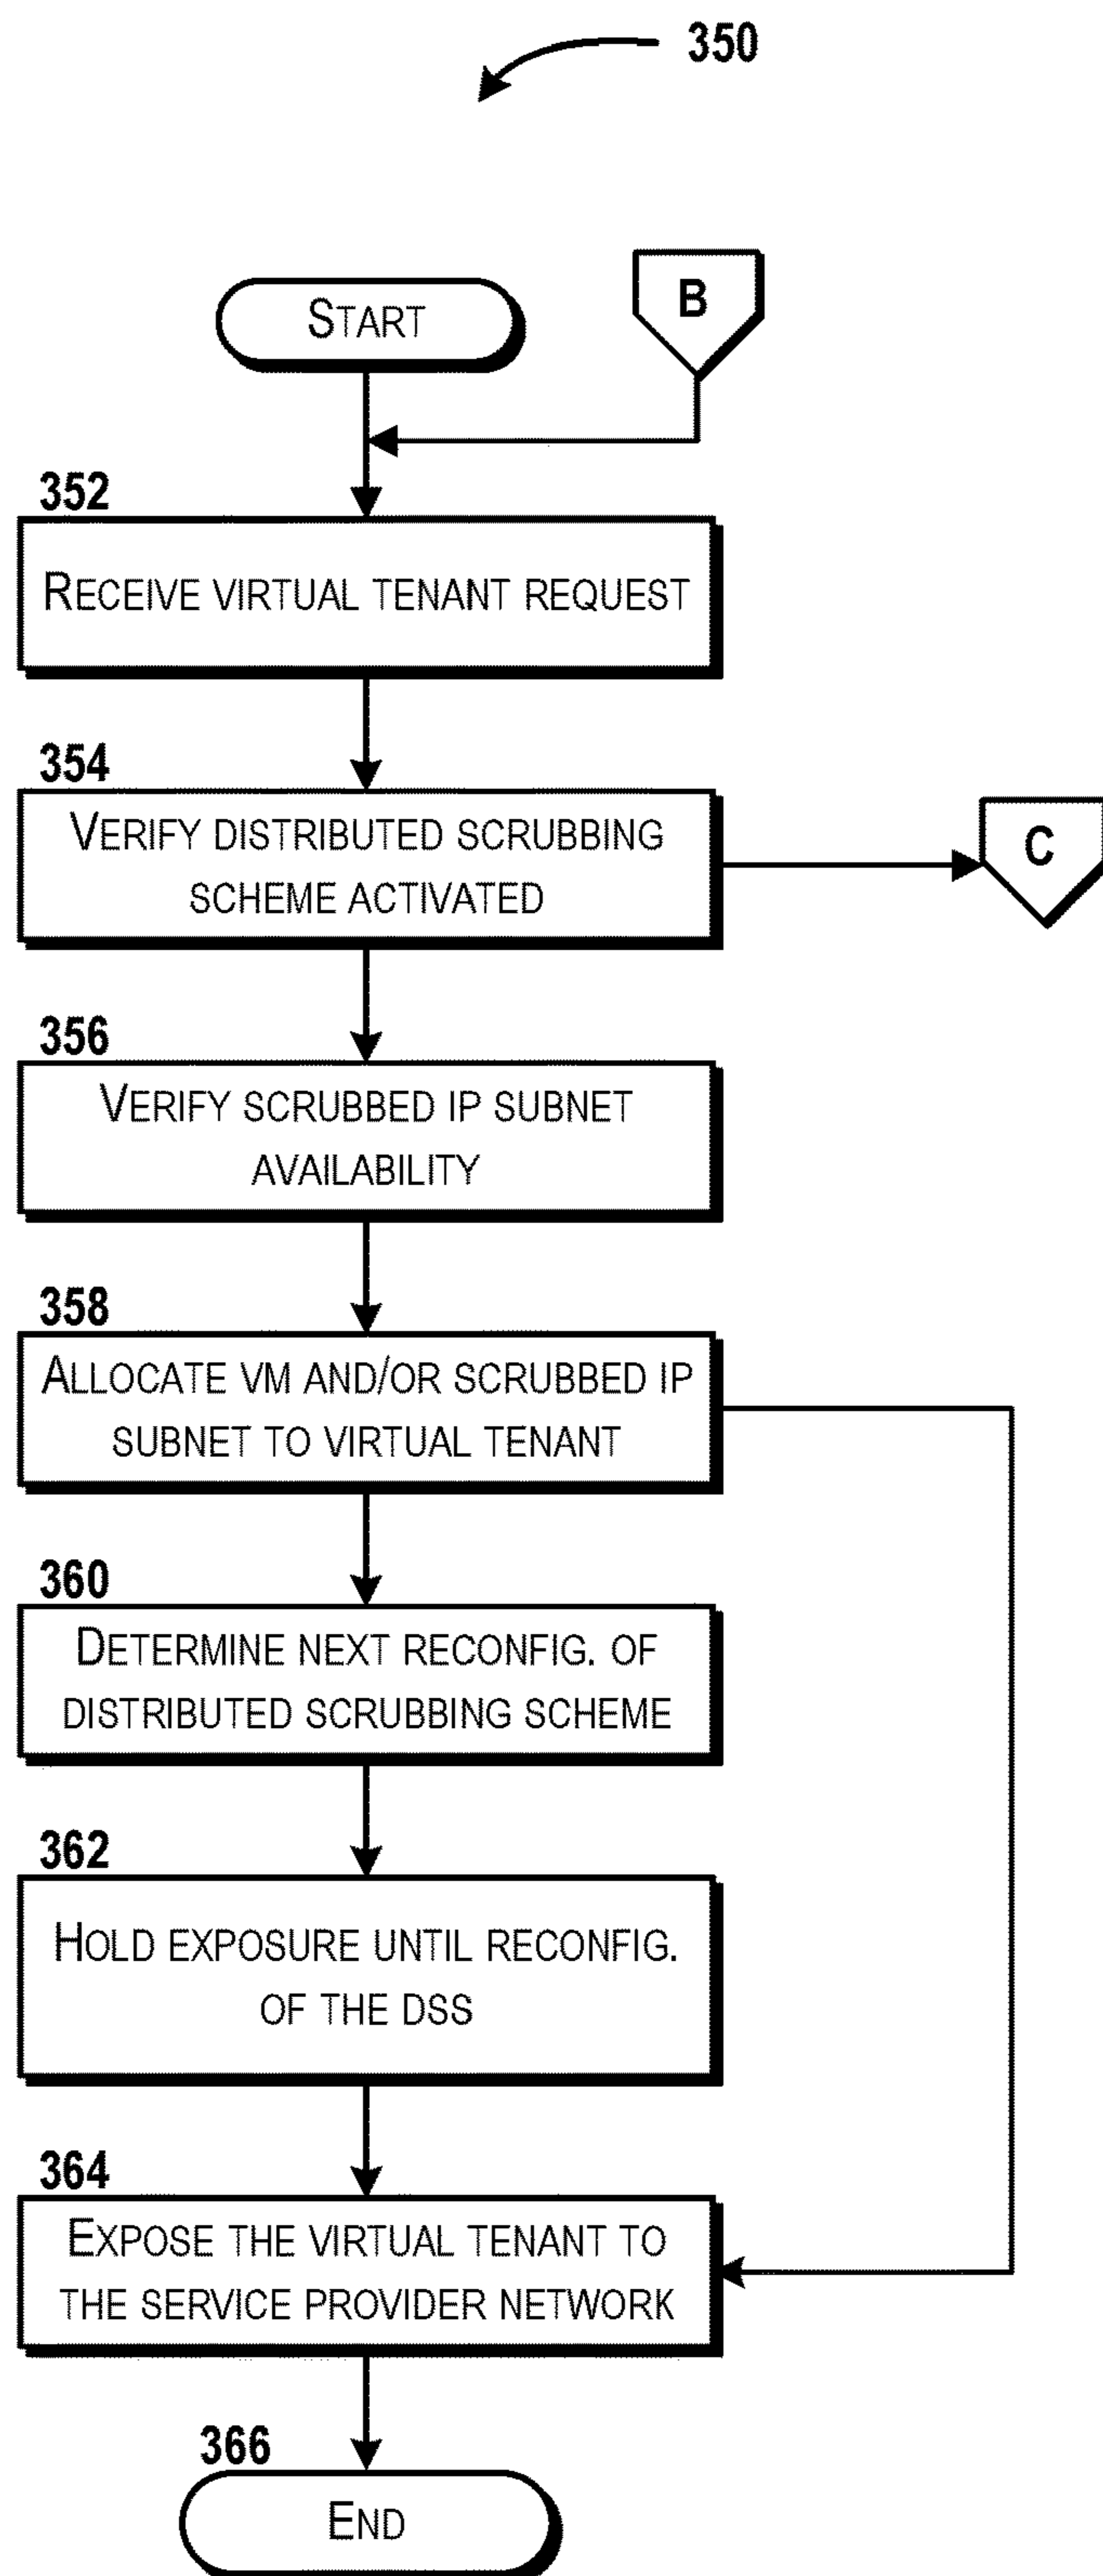 350
START
B
352
RECEIVE VIRTUAL TENANT REQUEST
354
VERIFY DISTRIBUTED SCRUBBING
SCHEME ACTIVATED
C
356
VERIFY SCRUBBED IP SUBNET
AVAILABILITY
358
ALLOCATE VM AND/OR SCRUBBED IP
SUBNET TO VIRTUAL TENANT
360
DETERMINE NEXT RECONFIG. OF
DISTRIBUTED SCRUBBING SCHEME
362
HOLD EXPOSURE UNTIL RECONFIG.
OF THE DSS
364
EXPOSE THE VIRTUAL TENANT TO
THE SERVICE PROVIDER NETWORK
366
END